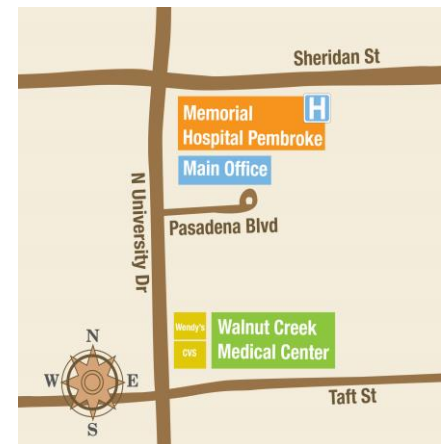 Sheridan St
H
Memorial
Hospital Pembroke
Main Office
N University Dr
Pasadena Blvd
Wendy's
CVS
Walnut Creek
Medical Center
N
W
E
S
Taft St